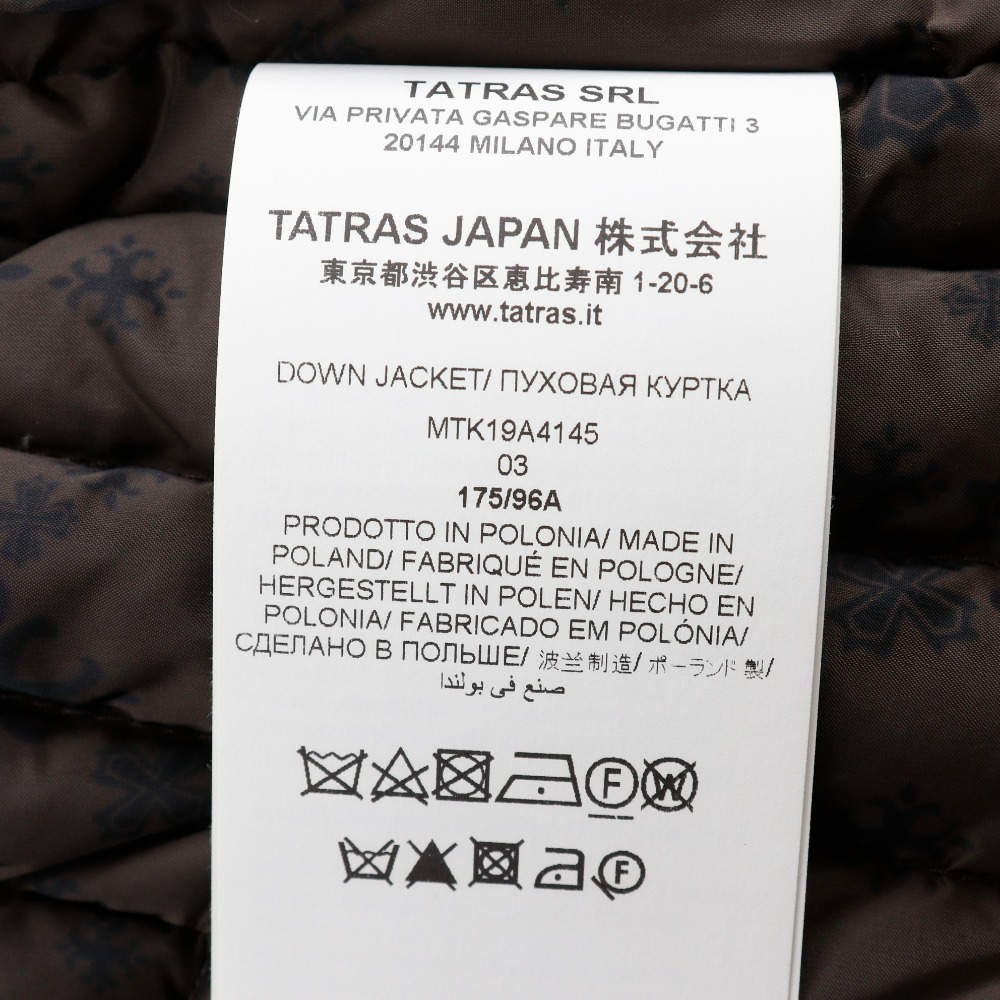 TATRAS SRL
VIA PRIVATA GASPARE BUGATTI 3
20144 MILANO ITALY
TATRAS JAPAN 株式会社
東京都渋谷区恵比寿南 1-20-6
www.tatras.it
DOWN JACKET/ ПУХОВАЯ КУРТКА
MTK19A4145
03
175/96A
PRODOTTO IN POLONIA/ MADE IN
POLAND/ FABRIQUÉ EN POLOGNE/
HERGESTELLT IN POLEN/ HECHO EN
POLONIA/ FABRICADO EM POLÓNIA/
СДЕЛАНО В ПОЛЬШЕ/ 波兰制造/ ポーランド製/
صنع في بولندا
F W
F